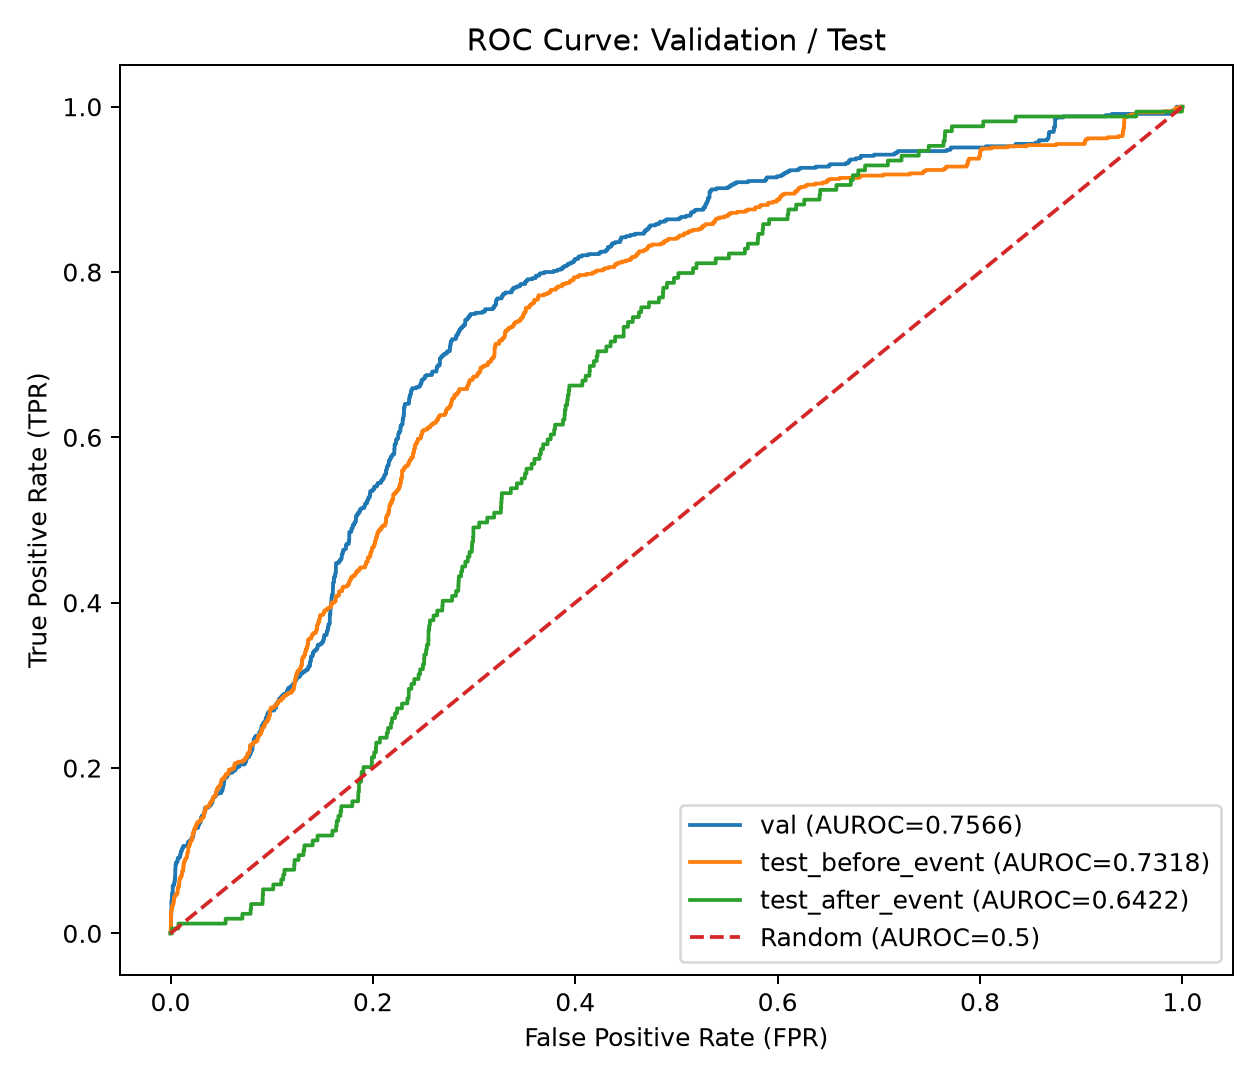 ROC Curve: Validation / Test
True Positive Rate (TPR)
1.0
0.8
0.6
0.4
0.2
0.0
val (AUROC=0.7566)
test_before_event (AUROC=0.7318)
test_after_event (AUROC=0.6422)
Random (AUROC=0.5)
0.0 0.2 0.4 0.6 0.8 1.0
False Positive Rate (FPR)